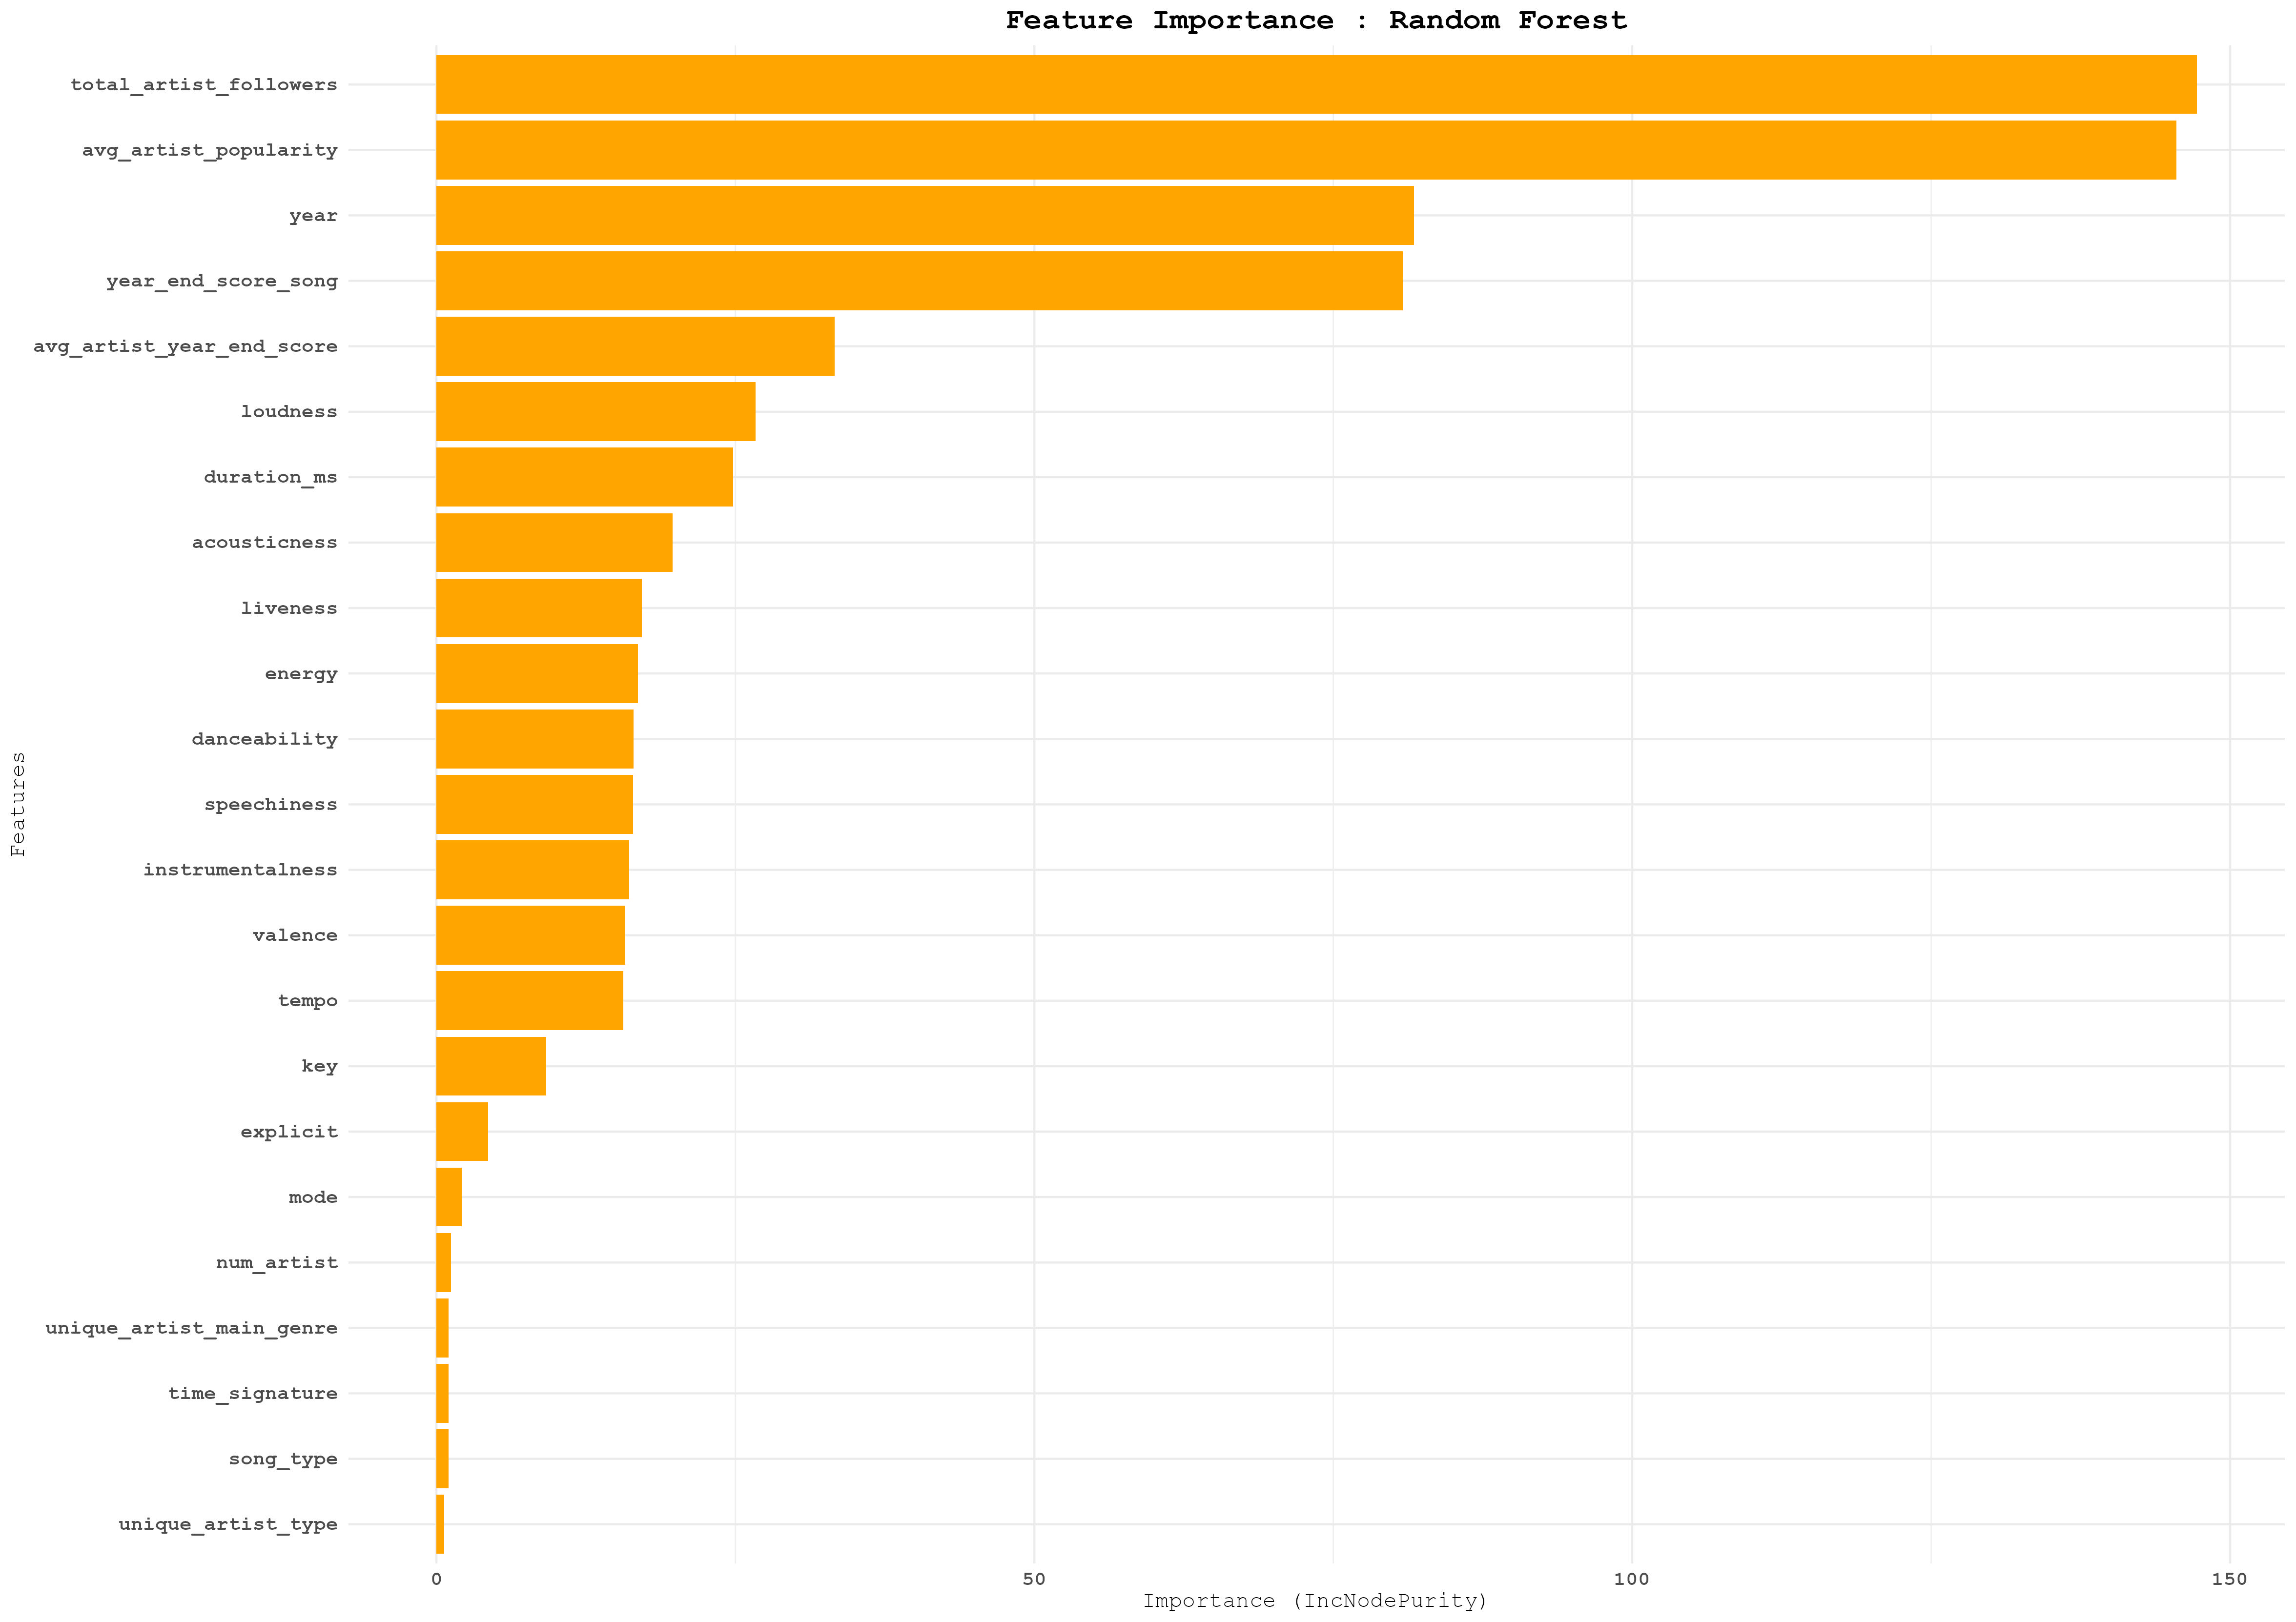 Feature Importance : Random Forest
total_artist_followers
avg_artist_popularity
year
year_end_score_song
avg_artist_year_end_score
loudness
duration_ms
acousticness
liveness
energy
danceability
speechiness
instrumentalness
valence
tempo
key
explicit
mode
num_artist
unique_artist_main_genre
time_signature
song_type
unique_artist_type
Features
0 50 100 150
Importance (IncNodePurity)